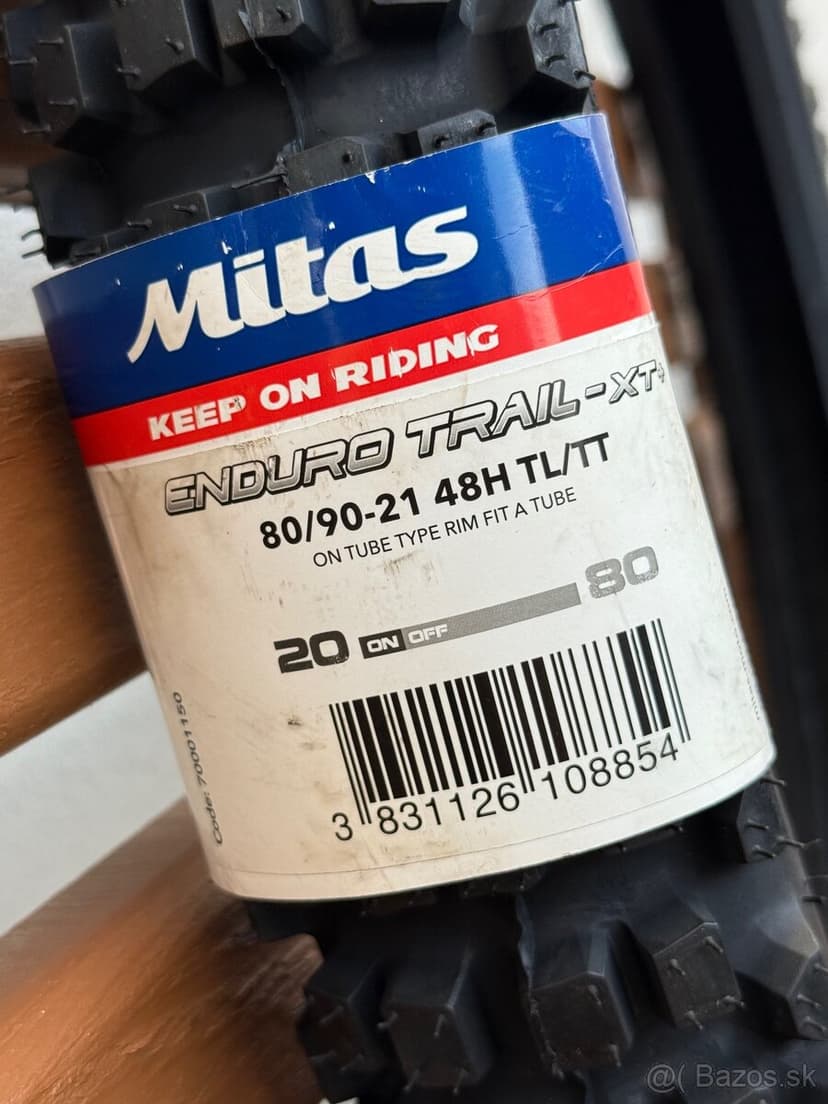 Mitas
KEEP ON RIDING
ENDURO TRAIL-XT+
80/90-21 48H TL/TT
ON TUBE TYPE RIM FIT A TUBE
20 ON OFF 80
3 831126 108854
Code: 70001150
@( Bazos.sk